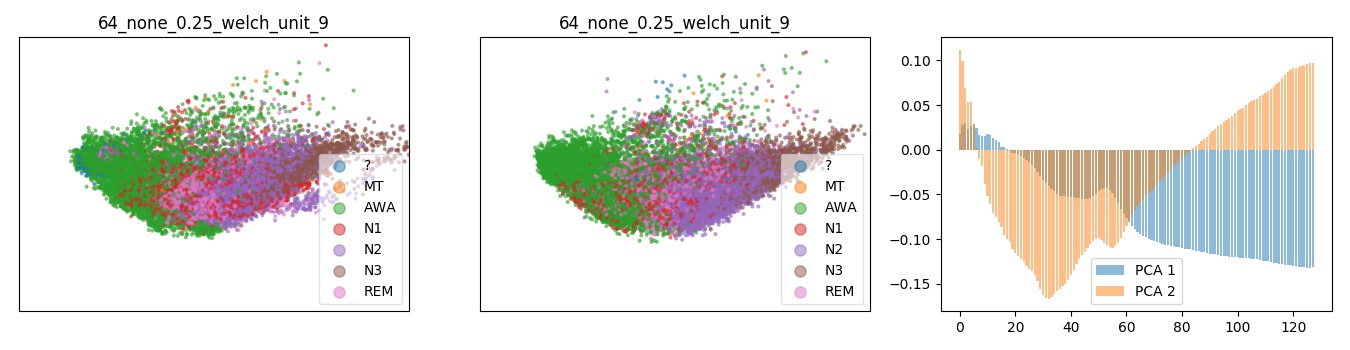 64_none_0.25_welch_unit_9
?
MT
AWA
N1
N2
N3
REM
64_none_0.25_welch_unit_9
?
MT
AWA
N1
N2
N3
REM
0.10
0.05
0.00
−0.05
−0.10
−0.15
PCA 1
PCA 2
0 20 40 60 80 100 120